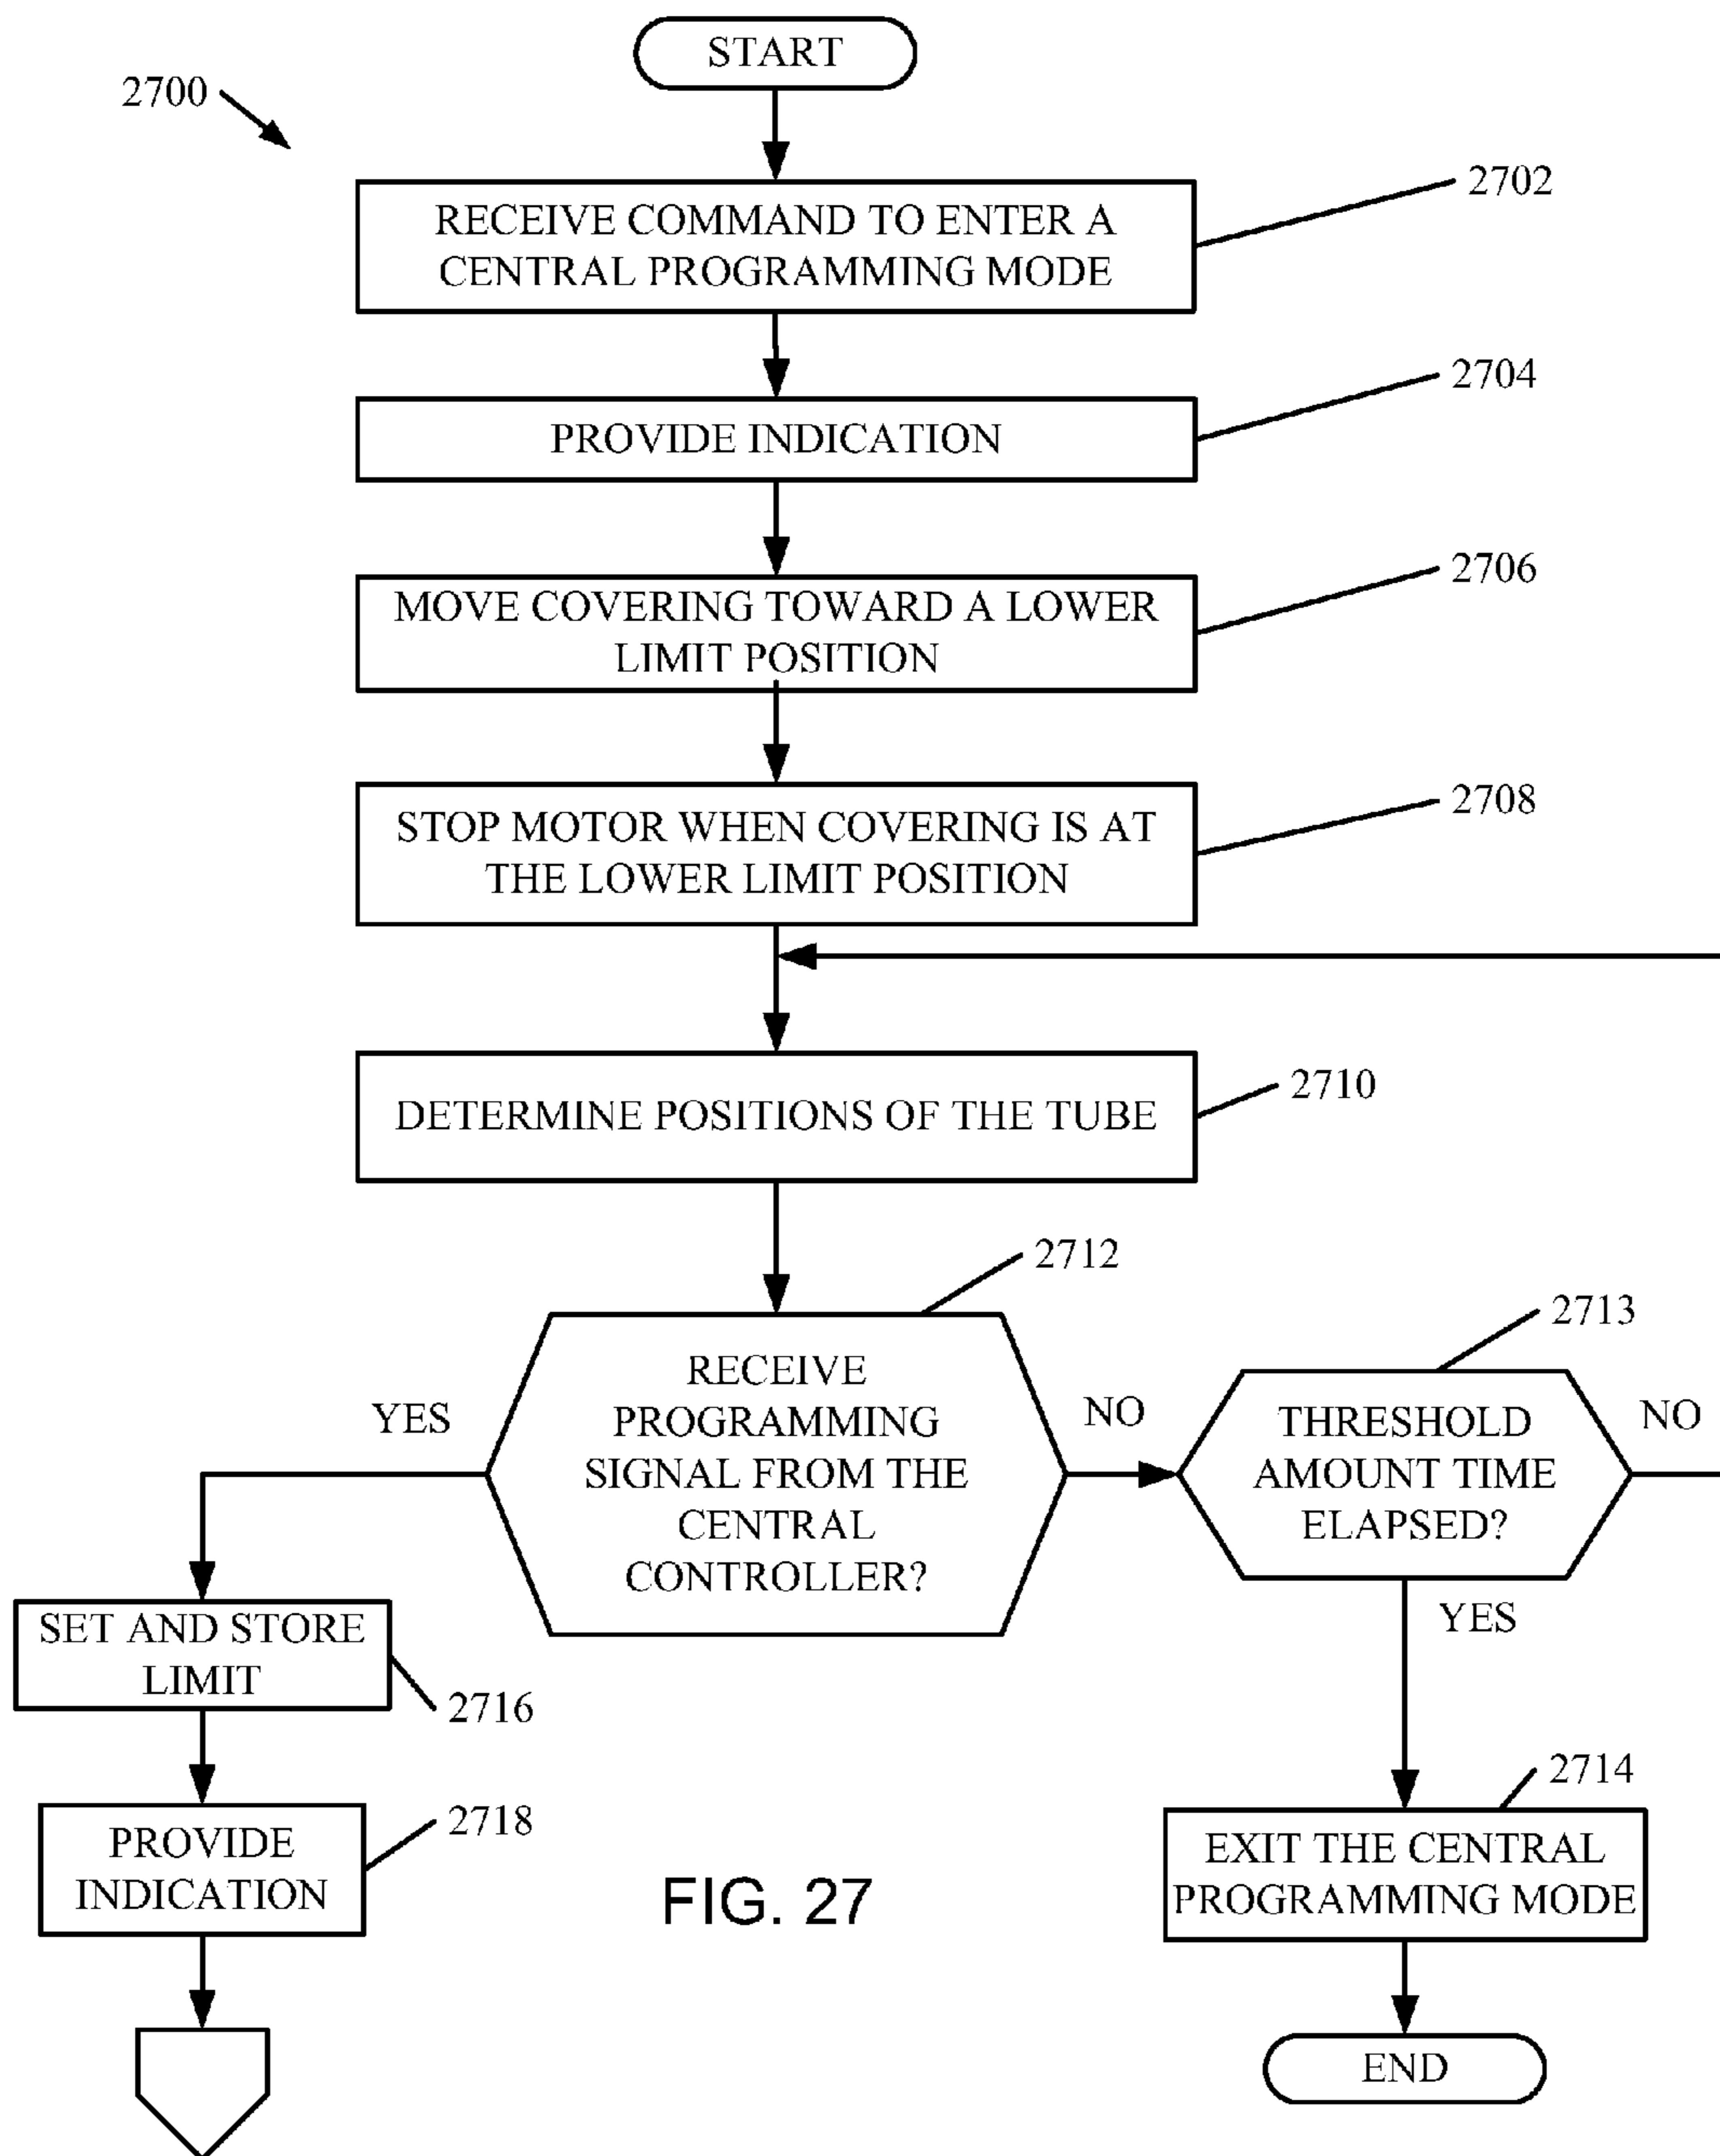 START
2700
2702
RECEIVE COMMAND TO ENTER A
CENTRAL PROGRAMMING MODE
2704
PROVIDE INDICATION
2706
MOVE COVERING TOWARD A LOWER
LIMIT POSITION
2708
STOP MOTOR WHEN COVERING IS AT
THE LOWER LIMIT POSITION
2710
DETERMINE POSITIONS OF THE TUBE
2712
RECEIVE
PROGRAMMING
SIGNAL FROM THE
CENTRAL
CONTROLLER?
YES
NO
2713
THRESHOLD
AMOUNT TIME
ELAPSED?
NO
YES
SET AND STORE
LIMIT
2716
2714
PROVIDE
INDICATION
2718
EXIT THE CENTRAL
PROGRAMMING MODE
FIG. 27
END